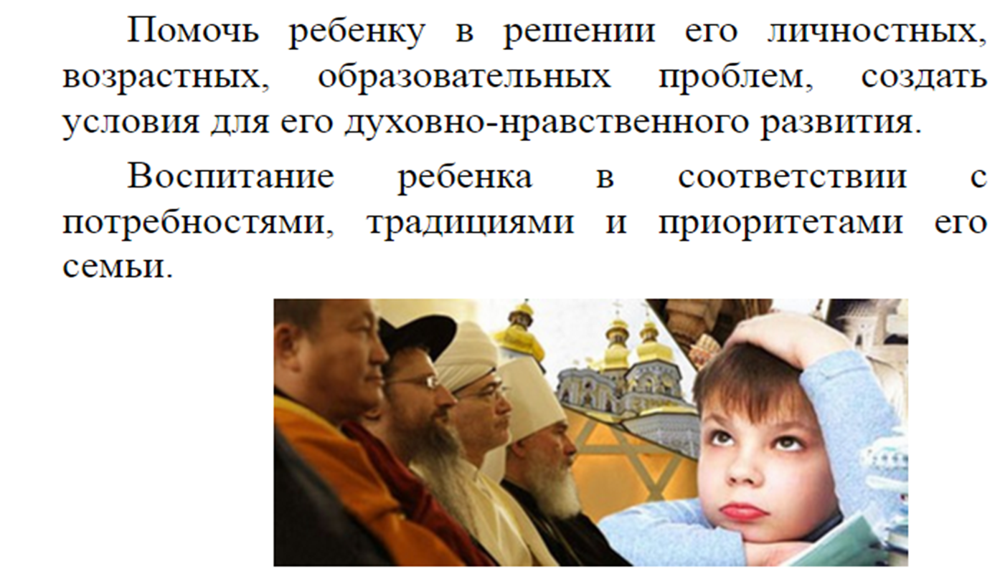 Помочь ребенку в решении его личностных,
возрастных, образовательных проблем, создать
условия для его духовно-нравственного развития.
Воспитание ребенка в соответствии с
потребностями, традициями и приоритетами его
семьи.